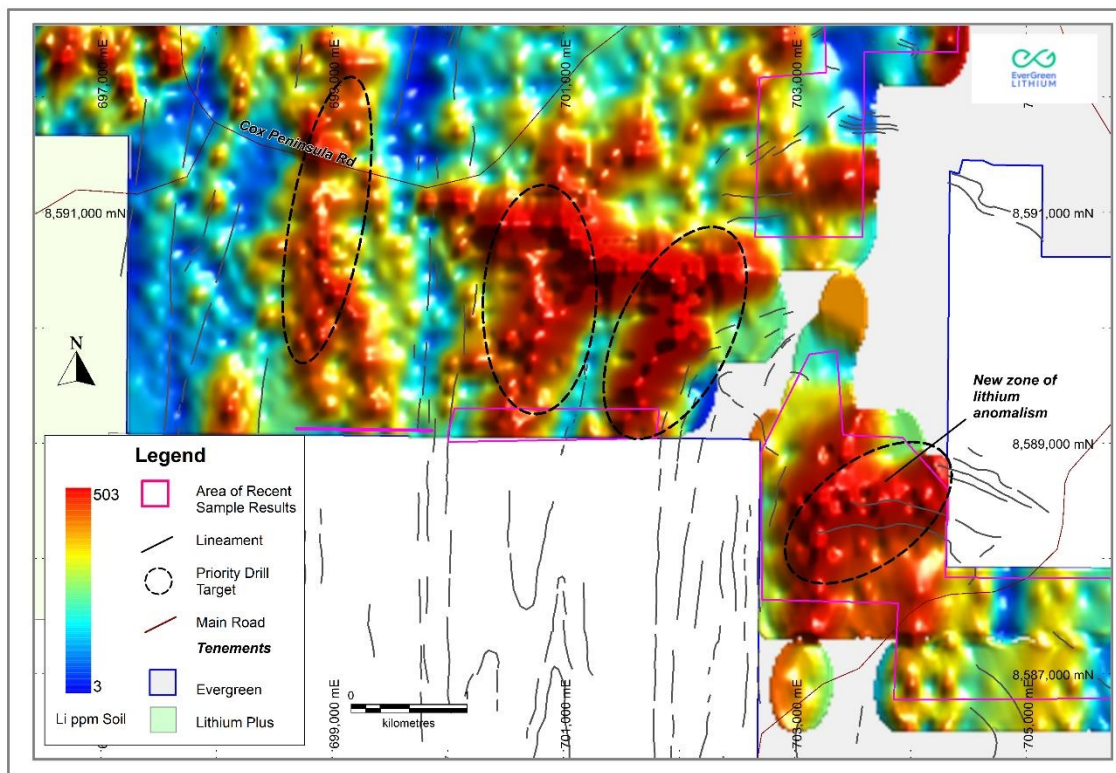 697,000 mE
699,000 mE
701,000 mE
703,000 mE
EverGreen
LITHIUM
Cox Peninsula Rd
8,591,000 mN
8,591,000 mN
N
New zone of
lithium
anomalism
8,589,000 mN
Legend
503
3
Li ppm Soil
Area of Recent
Sample Results
Lineament
Priority Drill
Target
Main Road
Tenements
Evergreen
Lithium Plus
0
1
kilometres
8,587,000 mN
699,000 mE
701,000 mE
703,000 mE
705,000 mE